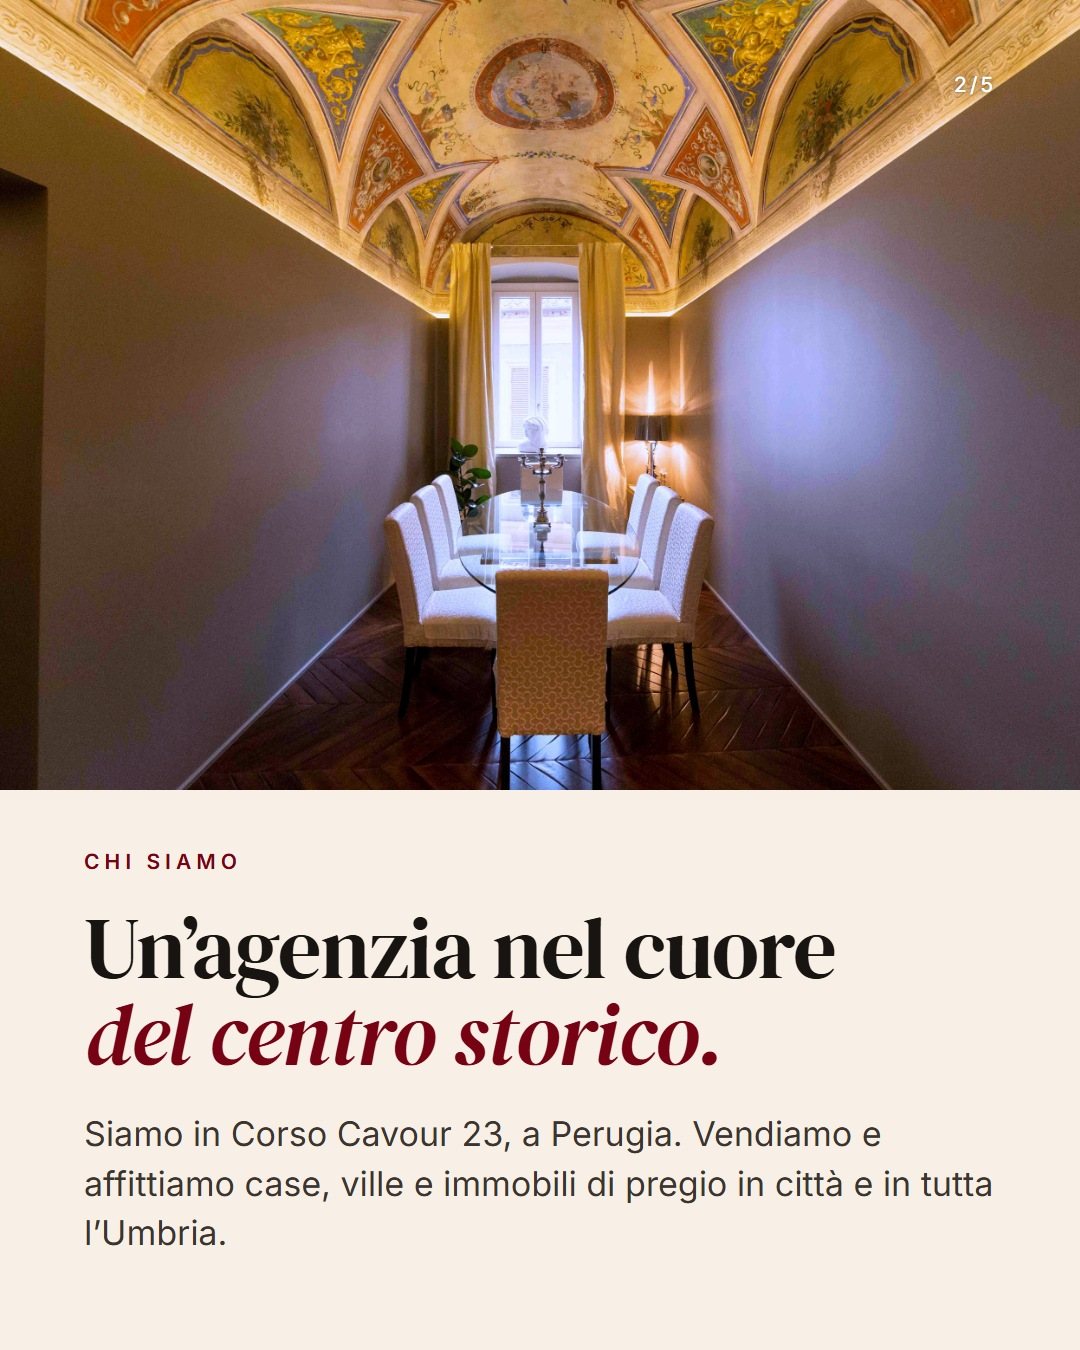 2/5
CHI SIAMO
Un’agenzia nel cuore
del centro storico.
Siamo in Corso Cavour 23, a Perugia. Vendiamo e
affittiamo case, ville e immobili di pregio in città e in tutta
l’Umbria.